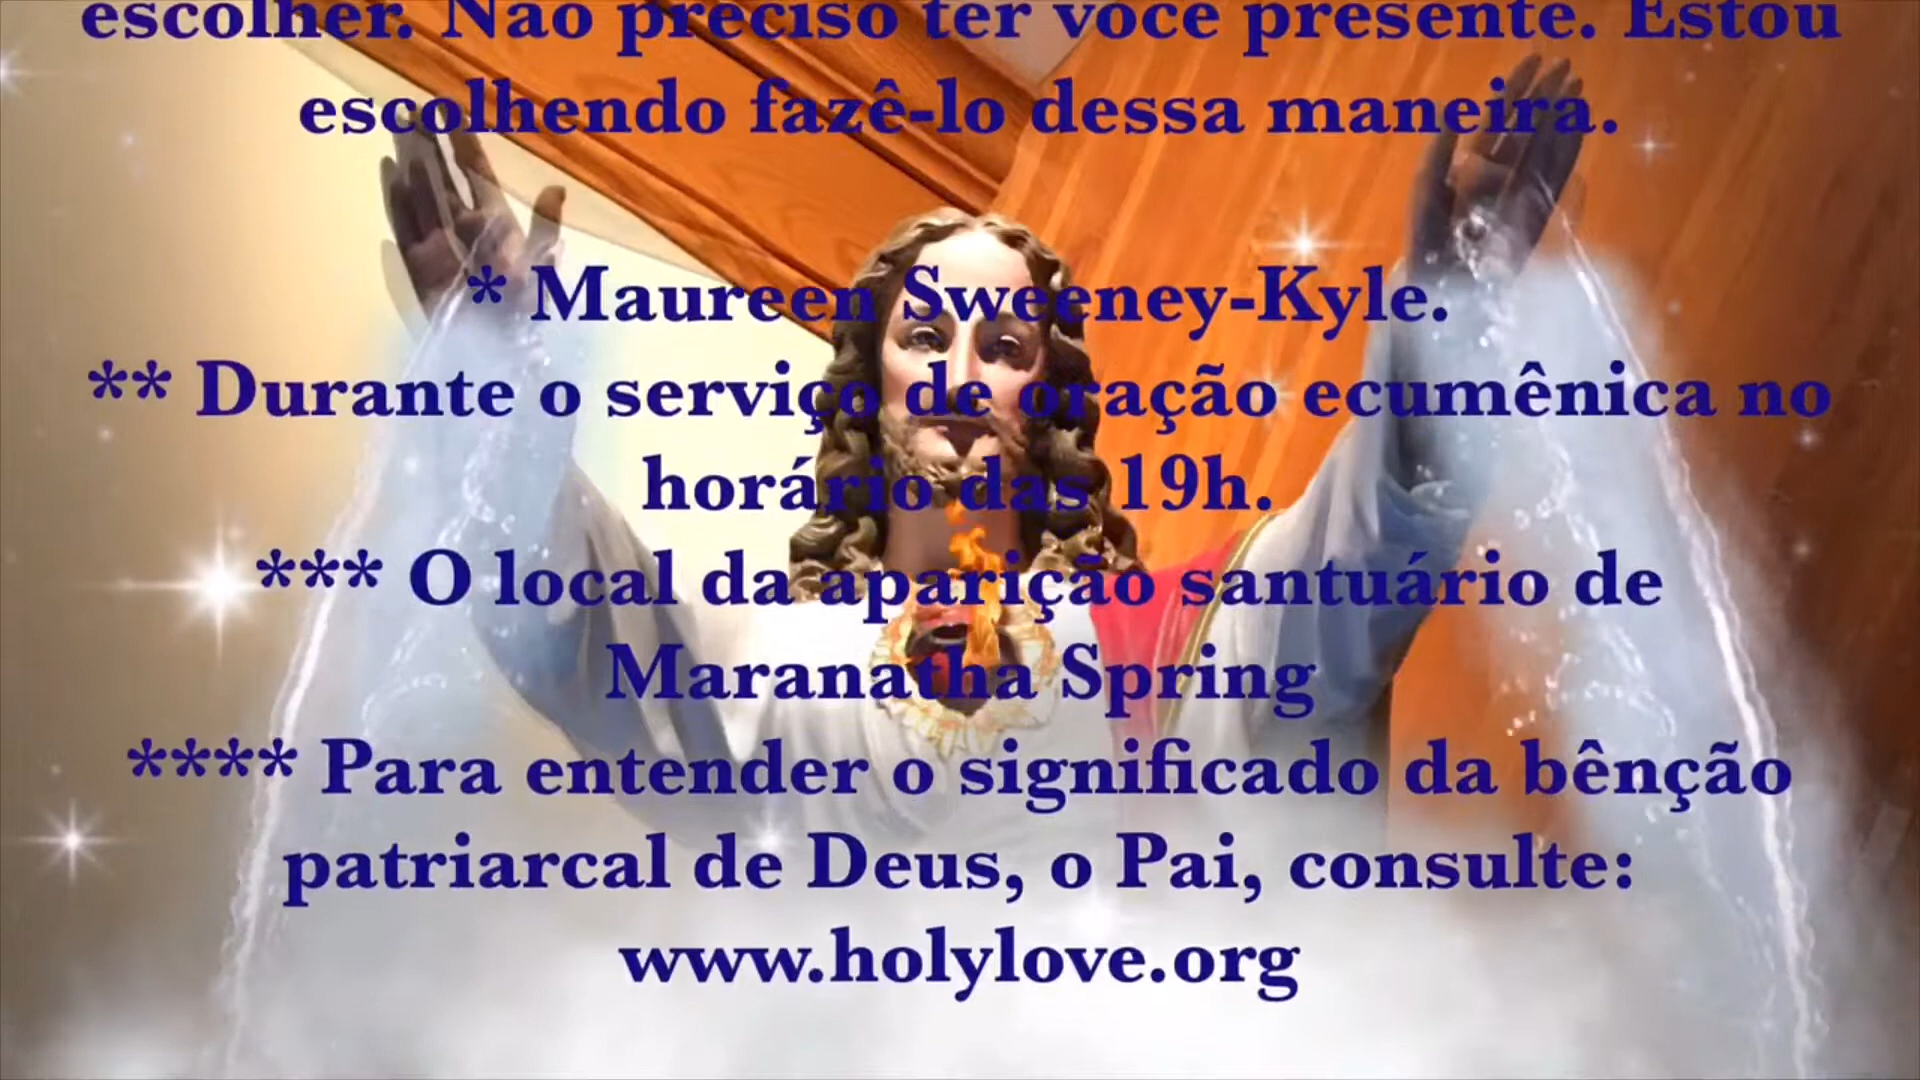 escolher. Não preciso ter você presente. Estou
escolhendo fazê-lo dessa maneira.
* Maureen Sweeney-Kyle.
** Durante o serviço de oração ecumênica no
horário das 19h.
*** O local da aparição santuário de
Maranatha Spring
**** Para entender o significado da bênção
patriarcal de Deus, o Pai, consulte:
www.holylove.org